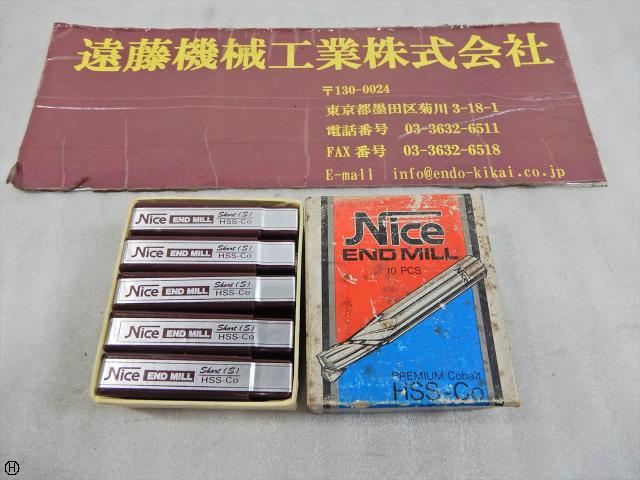 遠藤機械工業株式会社
〒130-0024
東京都墨田区菊川3-18-1
電話番号 03-3632-6511
FAX番号 03-3632-6518
E-mall info@endo-kikai.co.jp
Nice END MILL Short (S) HSS-Co
Nice END MILL Short (S) HSS-Co
Nice END MILL Short (S) HSS-Co
Nice END MILL Short (S) HSS-Co
Nice END MILL Short (S) HSS-Co
Nice
END MILL
10 PCS
Nice
PREMIUM Cobalt
HSS-Co
H